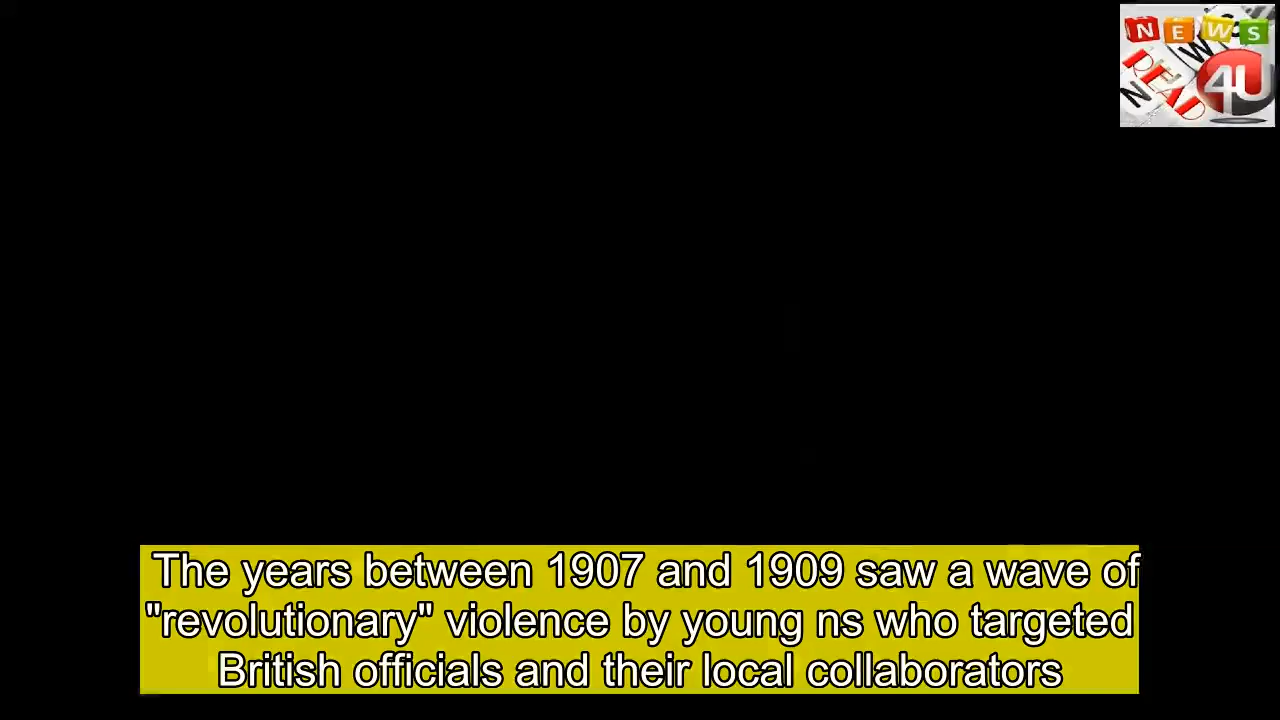 NEWS
READ
N
W
4U
The years between 1907 and 1909 saw a wave of
"revolutionary" violence by young ns who targeted
British officials and their local collaborators